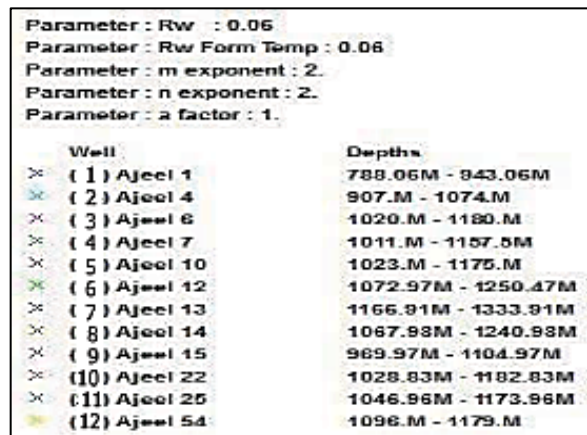 Parameter : Rw : 0.06
Parameter : Rw Form Temp : 0.06
Parameter : m exponent : 2.
Parameter : n exponent : 2.
Parameter : a factor : 1.
Well Depths
(1) Ajeel 1 788.06M - 943.06M
(2) Ajeel 4 907.M - 1074.M
(3) Ajeel 6 1020.M - 1180.M
(4) Ajeel 7 1011.M - 1157.5M
(5) Ajeel 10 1023.M - 1175.M
(6) Ajeel 12 1072.97M - 1250.47M
(7) Ajeel 13 1166.91M - 1333.91M
(8) Ajeel 14 1067.98M - 1240.98M
(9) Ajeel 15 969.97M - 1104.97M
(10) Ajeel 22 1028.83M - 1182.83M
(11) Ajeel 25 1046.96M - 1173.96M
(12) Ajeel 54 1096.M - 1179.M